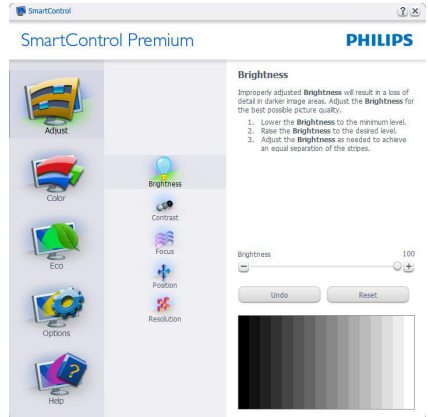 SmartControl
SmartControl Premium
PHILIPS
Adjust
Color
Eco
Options
Help
Brightness
Contrast
Focus
Position
Resolution
Brightness
Improperly adjusted Brightness will result in a loss of
detail in darker image areas. Adjust the Brightness for
the best possible picture quality.
1. Lower the Brightness to the minimum level.
2. Raise the Brightness to the desired level.
3. Adjust the Brightness as needed to achieve
an equal separation of the stripes.
Brightness 100
Undo Reset